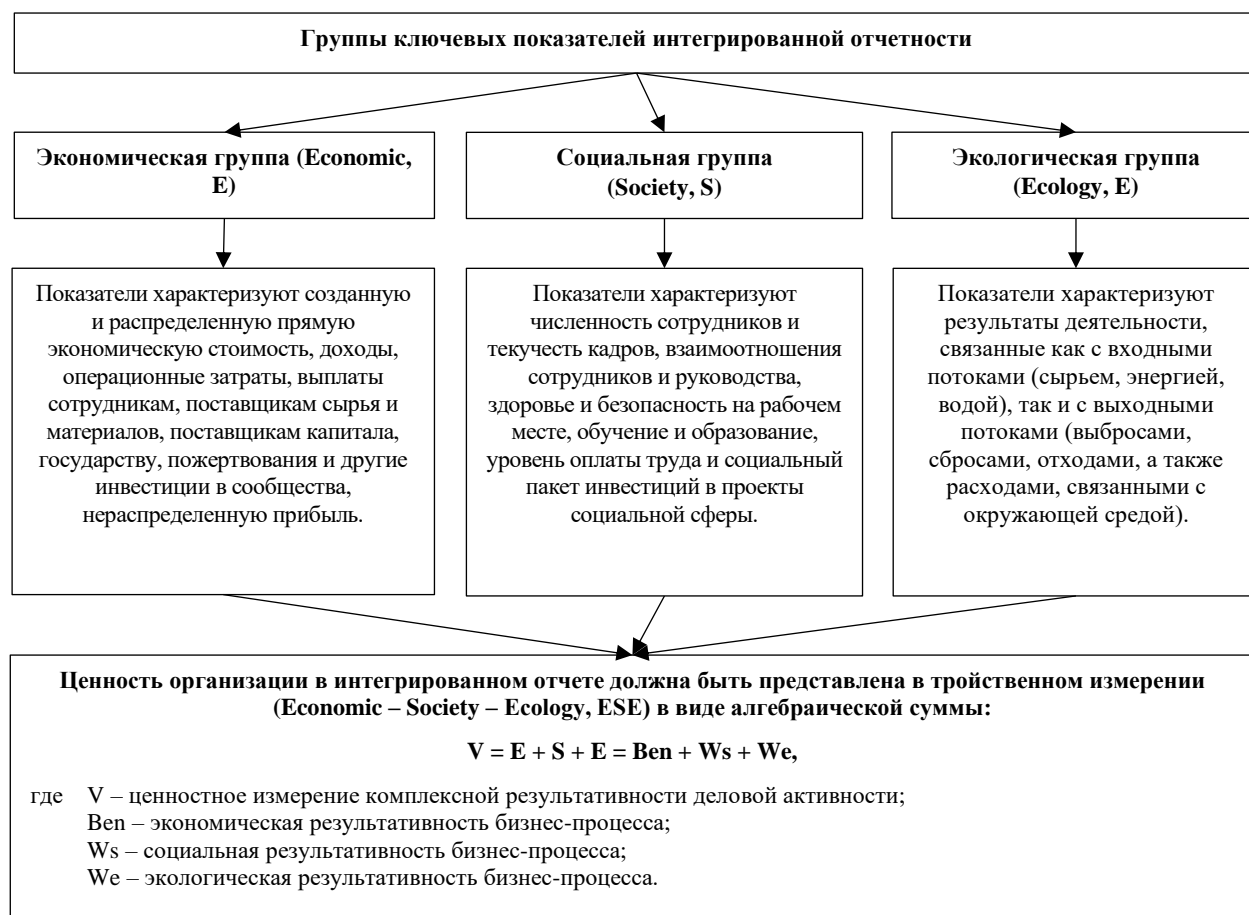 Группы ключевых показателей интегрированной отчетности
Экономическая группа (Economic,
E)
Социальная группа
(Society, S)
Экологическая группа
(Ecology, E)
Показатели характеризуют созданную
и распределенную прямую
экономическую стоимость, доходы,
операционные затраты, выплаты
сотрудникам, поставщикам сырья и
материалов, поставщикам капитала,
государству, пожертвования и другие
инвестиции в сообщества,
нераспределенную прибыль.
Показатели характеризуют
численность сотрудников и
текучесть кадров, взаимоотношения
сотрудников и руководства,
здоровье и безопасность на рабочем
месте, обучение и образование,
уровень оплаты труда и социальный
пакет инвестиций в проекты
социальной сферы.
Показатели характеризуют
результаты деятельности,
связанные как с входными
потоками (сырьем, энергией,
водой), так и с выходными
потоками (выбросами,
сбросами, отходами, а также
расходами, связанными с
окружающей средой).
Ценность организации в интегрированном отчете должна быть представлена в тройственном измерении
(Economic – Society – Ecology, ESE) в виде алгебраической суммы:
V = E + S + E = Ben + Ws + We,
где V – ценностное измерение комплексной результативности деловой активности;
Ben – экономическая результативность бизнес-процесса;
Ws – социальная результативность бизнес-процесса;
We – экологическая результативность бизнес-процесса.